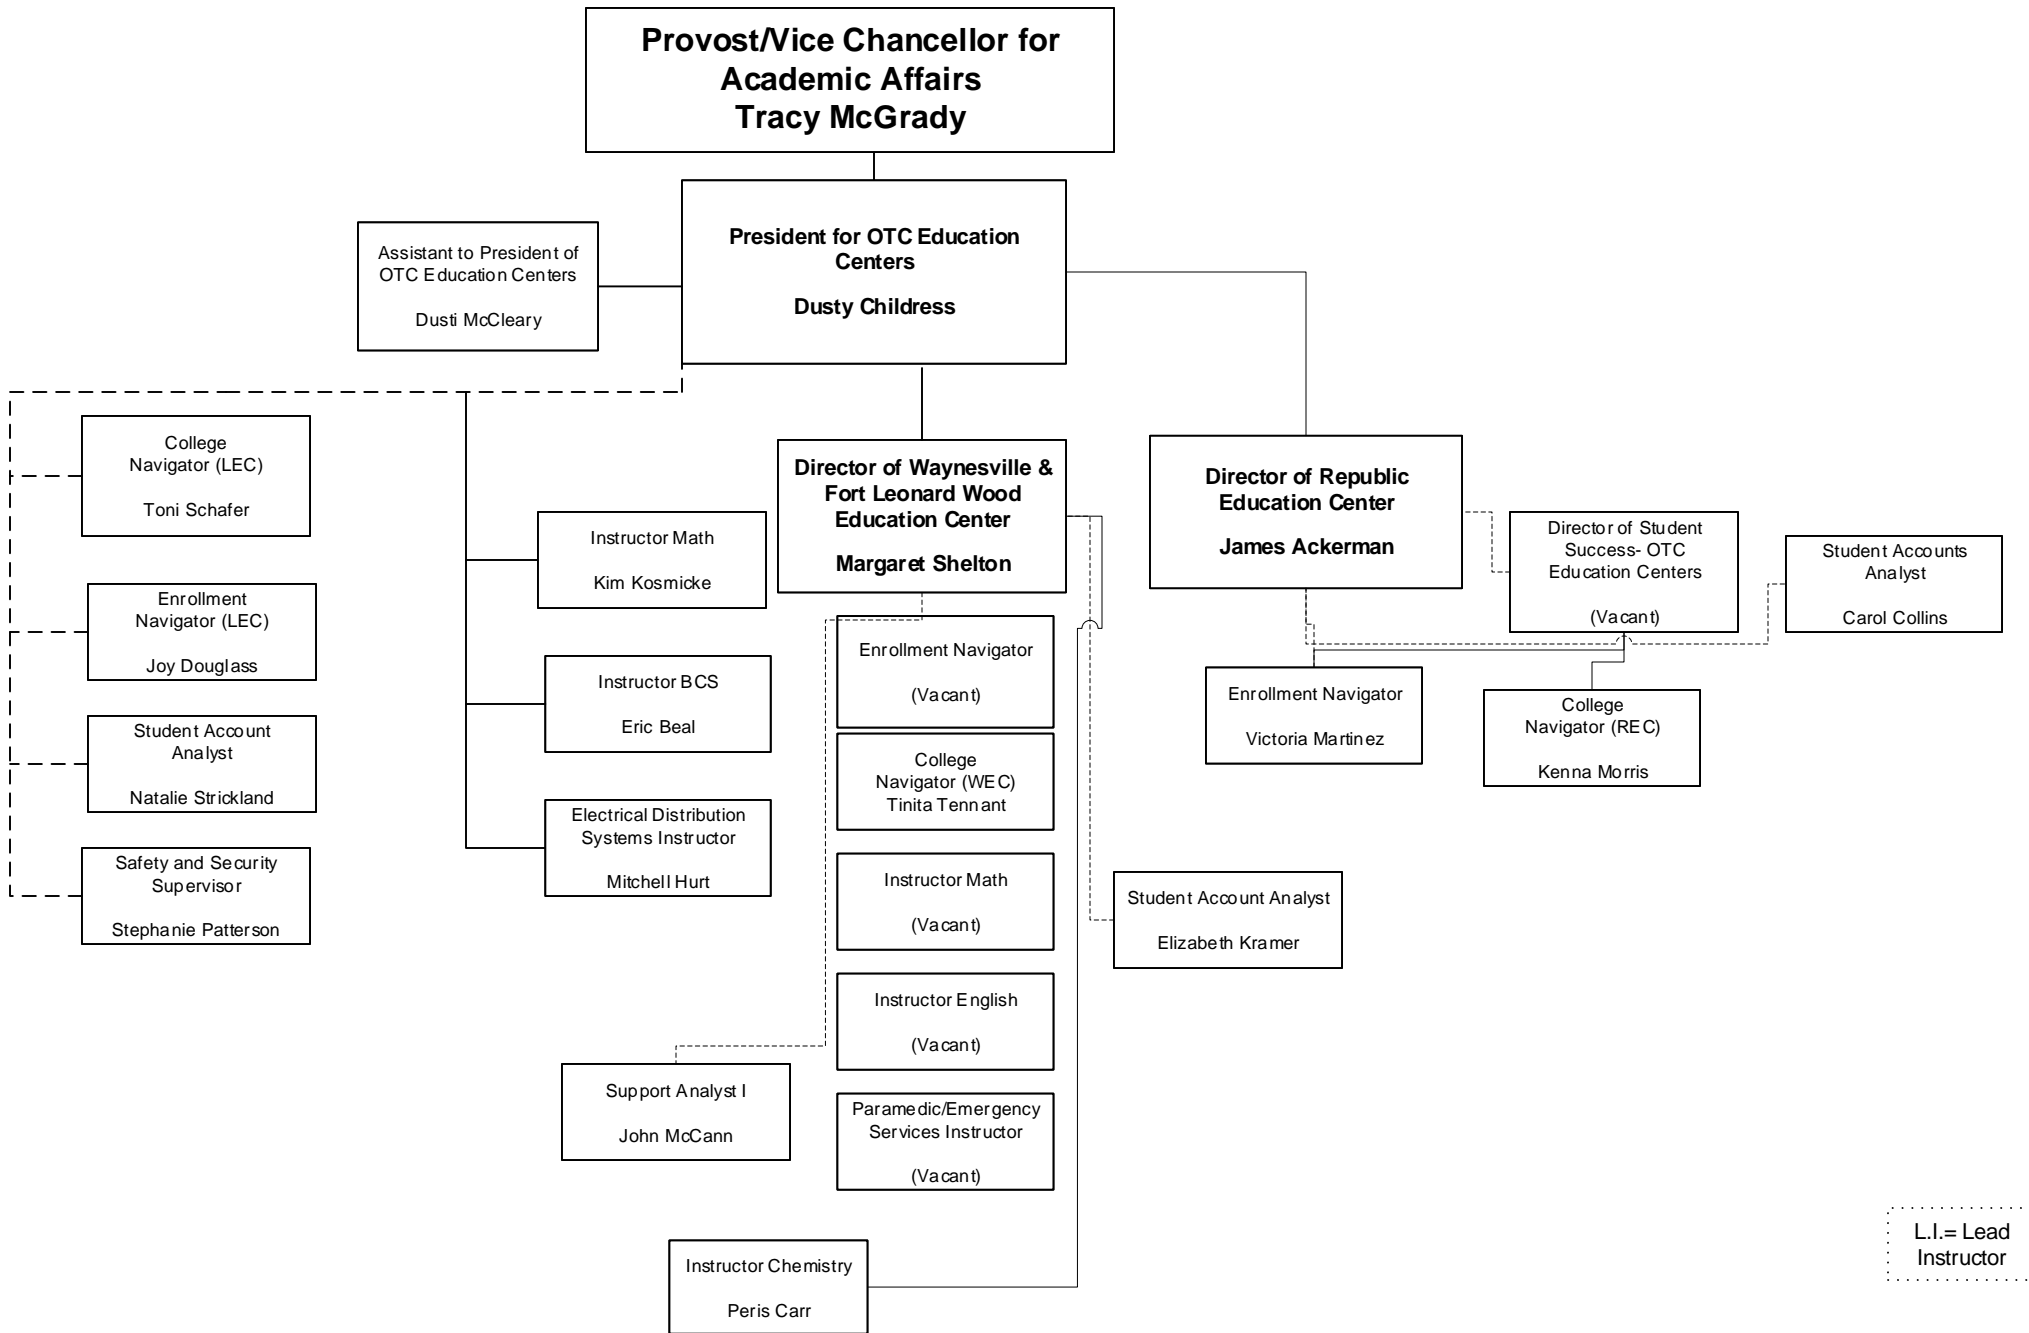 Provost/Vice Chancellor for
Academic Affairs
Tracy McGrady
President for OTC Education
Centers
Dusty Childress
Assistant to President of
OTC Education Centers
Dusti McCleary
College
Navigator (LEC)
Toni Schafer
Enrollment
Navigator (LEC)
Joy Douglass
Student Account
Analyst
Natalie Strickland
Safety and Security
Supervisor
Stephanie Patterson
Instructor Math
Kim Kosmicke
Instructor BCS
Eric Beal
Electrical Distribution
Systems Instructor
Mitchell Hurt
Director of Waynesville &
Fort Leonard Wood
Education Center
Margaret Shelton
Enrollment Navigator
(Vacant)
College
Navigator (WEC)
Tinita Tennant
Instructor Math
(Vacant)
Instructor English
(Vacant)
Paramedic/Emergency
Services Instructor
(Vacant)
Support Analyst I
John McCann
Instructor Chemistry
Peris Carr
Student Account Analyst
Elizabeth Kramer
Director of Republic
Education Center
James Ackerman
Director of Student
Success- OTC
Education Centers
(Vacant)
Student Accounts
Analyst
Carol Collins
Enrollment Navigator
Victoria Martinez
College
Navigator (REC)
Kenna Morris
L.I.= Lead
Instructor